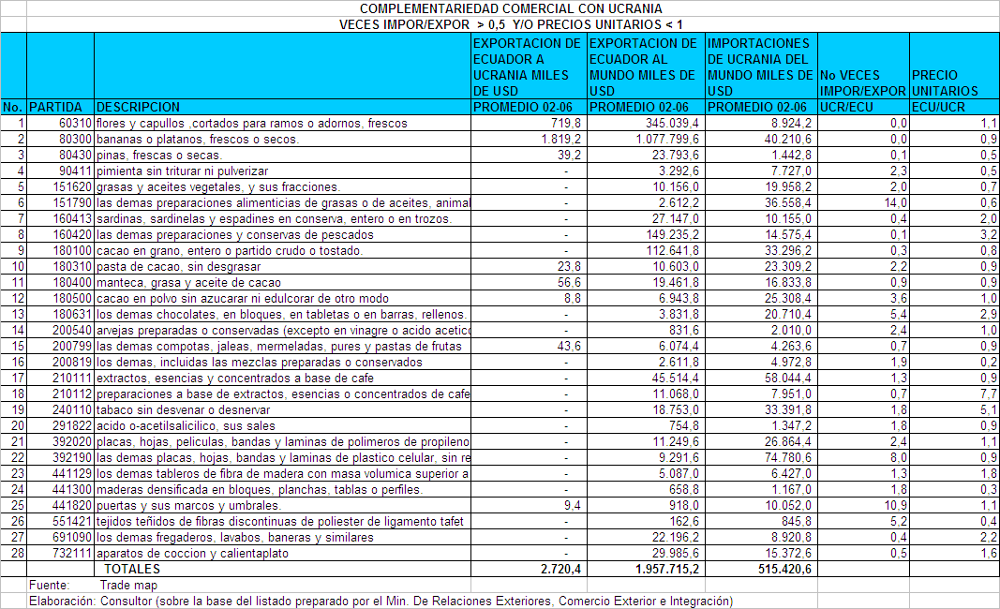 COMPLEMENTARIEDAD COMERCIAL CON UCRANIA
VECES IMPOR/EXPOR > 0,5 Y/O PRECIOS UNITARIOS < 1
No. PARTIDA DESCRIPCION EXPORTACION DE ECUADOR A UCRANIA MILES DE USD EXPORTACION DE ECUADOR AL MUNDO MILES DE USD IMPORTACIONES DE UCRANIA DEL MUNDO MILES DE USD No VECES IMPOR/EXPOR PRECIO UNITARIOS
PROMEDIO 02-06 PROMEDIO 02-06 PROMEDIO 02-06 UCR/ECU ECU/UCR
1 60310 flores y capullos ,cortados para ramos o adornos, frescos 719,8 345.039,4 8.924,2 0,0 1,1
2 80300 bananas o platanos, frescos o secos. 1.819,2 1.077.799,6 40.210,6 0,0 0,9
3 80430 pinas, frescas o secas. 39,2 23.793,6 1.442,8 0,1 0,5
4 90411 pimienta sin triturar ni pulverizar - 3.292,6 7.727,0 2,3 0,5
5 151620 grasas y aceites vegetales, y sus fracciones. - 10.156,0 19.958,2 2,0 0,7
6 151790 las demas preparaciones alimenticias de grasas o de aceites, animal - 2.612,2 36.558,4 14,0 0,6
7 160413 sardinas, sardinelas y espadines en conserva, entero o en trozos. - 27.147,0 10.155,0 0,4 2,0
8 160420 las demas preparaciones y conservas de pescados - 149.235,2 14.575,4 0,1 3,2
9 180100 cacao en grano, entero o partido crudo o tostado. - 112.641,8 33.296,2 0,3 0,8
10 180310 pasta de cacao, sin desgrasar 23,8 10.603,0 23.309,2 2,2 0,9
11 180400 manteca, grasa y aceite de cacao 56,6 19.461,8 16.833,8 0,9 0,9
12 180500 cacao en polvo sin azucarar ni edulcorar de otro modo 8,8 6.943,8 25.308,4 3,6 1,0
13 180631 los demas chocolates, en bloques, en tabletas o en barras, rellenos. - 3.831,8 20.710,4 5,4 2,9
14 200540 arvejas preparadas o conservadas (excepto en vinagre o acido acetico - 831,6 2.010,0 2,4 1,0
15 200799 las demas compotas, jaleas, mermeladas, pures y pastas de frutas 43,6 6.074,4 4.263,6 0,7 0,9
16 200819 los demas, incluidas las mezclas preparadas o conservados - 2.611,8 4.972,8 1,9 0,2
17 210111 extractos, esencias y concentrados a base de cafe - 45.514,4 58.044,4 1,3 0,9
18 210112 preparaciones a base de extractos, esencias o concentrados de cafe - 11.068,0 7.951,0 0,7 7,7
19 240110 tabaco sin desvenar o desnervar - 18.753,0 33.391,8 1,8 5,1
20 291822 acido o-acetilsalicilico, sus sales - 754,8 1.347,2 1,8 0,9
21 392020 placas, hojas, peliculas, bandas y laminas de polimeros de propileno - 11.249,6 26.864,4 2,4 1,1
22 392190 las demas placas, hojas, bandas y laminas de plastico celular, sin re - 9.291,6 74.780,6 8,0 0,9
23 441129 los demas tableros de fibra de madera con masa volumica superior a - 5.087,0 6.427,0 1,3 1,8
24 441300 maderas densificada en bloques, planchas, tablas o perfiles. - 658,8 1.167,0 1,8 0,3
25 441820 puertas y sus marcos y umbrales. 9,4 918,0 10.052,0 10,9 1,1
26 551421 tejidos teñidos de fibras discontinuas de poliester de ligamento tafet - 162,6 845,8 5,2 0,4
27 691090 los demas fregaderos, lavabos, baneras y similares - 22.196,2 8.920,8 0,4 2,2
28 732111 aparatos de coccion y calientaplato - 29.985,6 15.372,6 0,5 1,6
TOTALES 2.720,4 1.957.715,2 515.420,6
Fuente: Trade map
Elaboración: Consultor (sobre la base del listado preparado por el Min. De Relaciones Exteriores, Comercio Exterior e Integración)